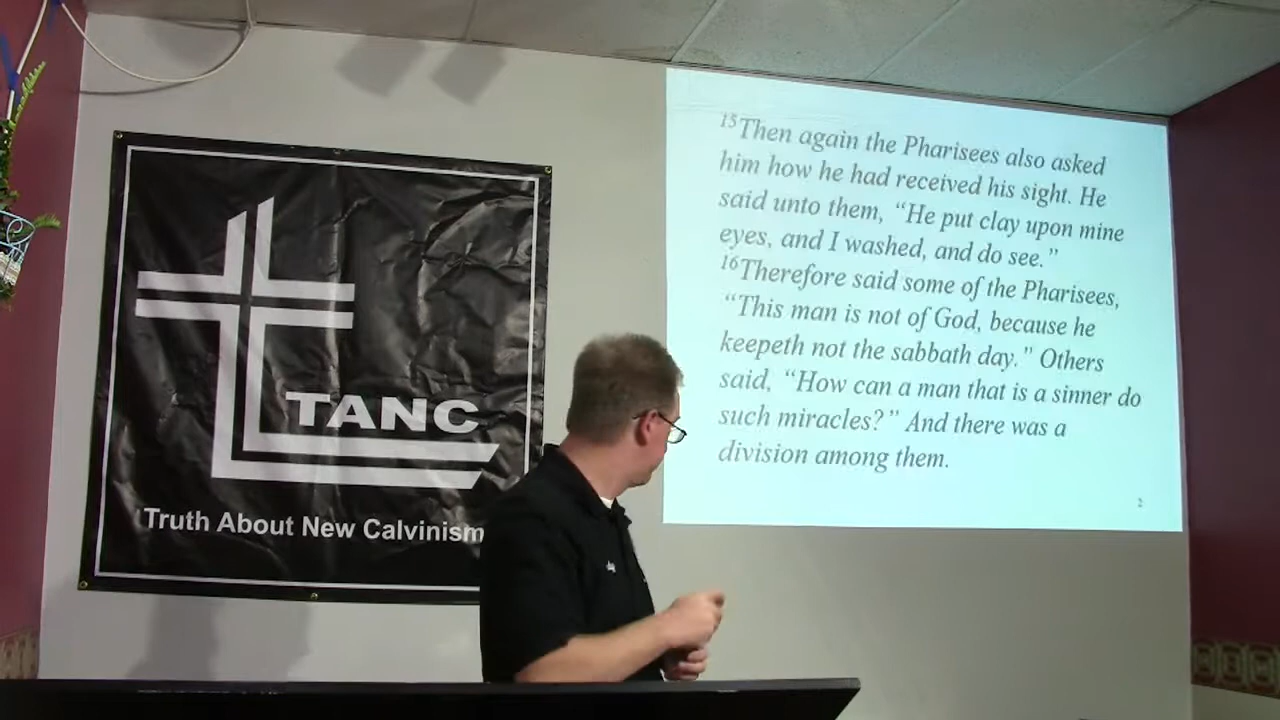 TANC
Truth About New Calvinism
15Then again the Pharisees also asked
him how he had received his sight. He
said unto them, “He put clay upon mine
eyes, and I washed, and do see.”
16Therefore said some of the Pharisees,
“This man is not of God, because he
keepeth not the sabbath day.” Others
said, “How can a man that is a sinner do
such miracles?” And there was a
division among them.
2